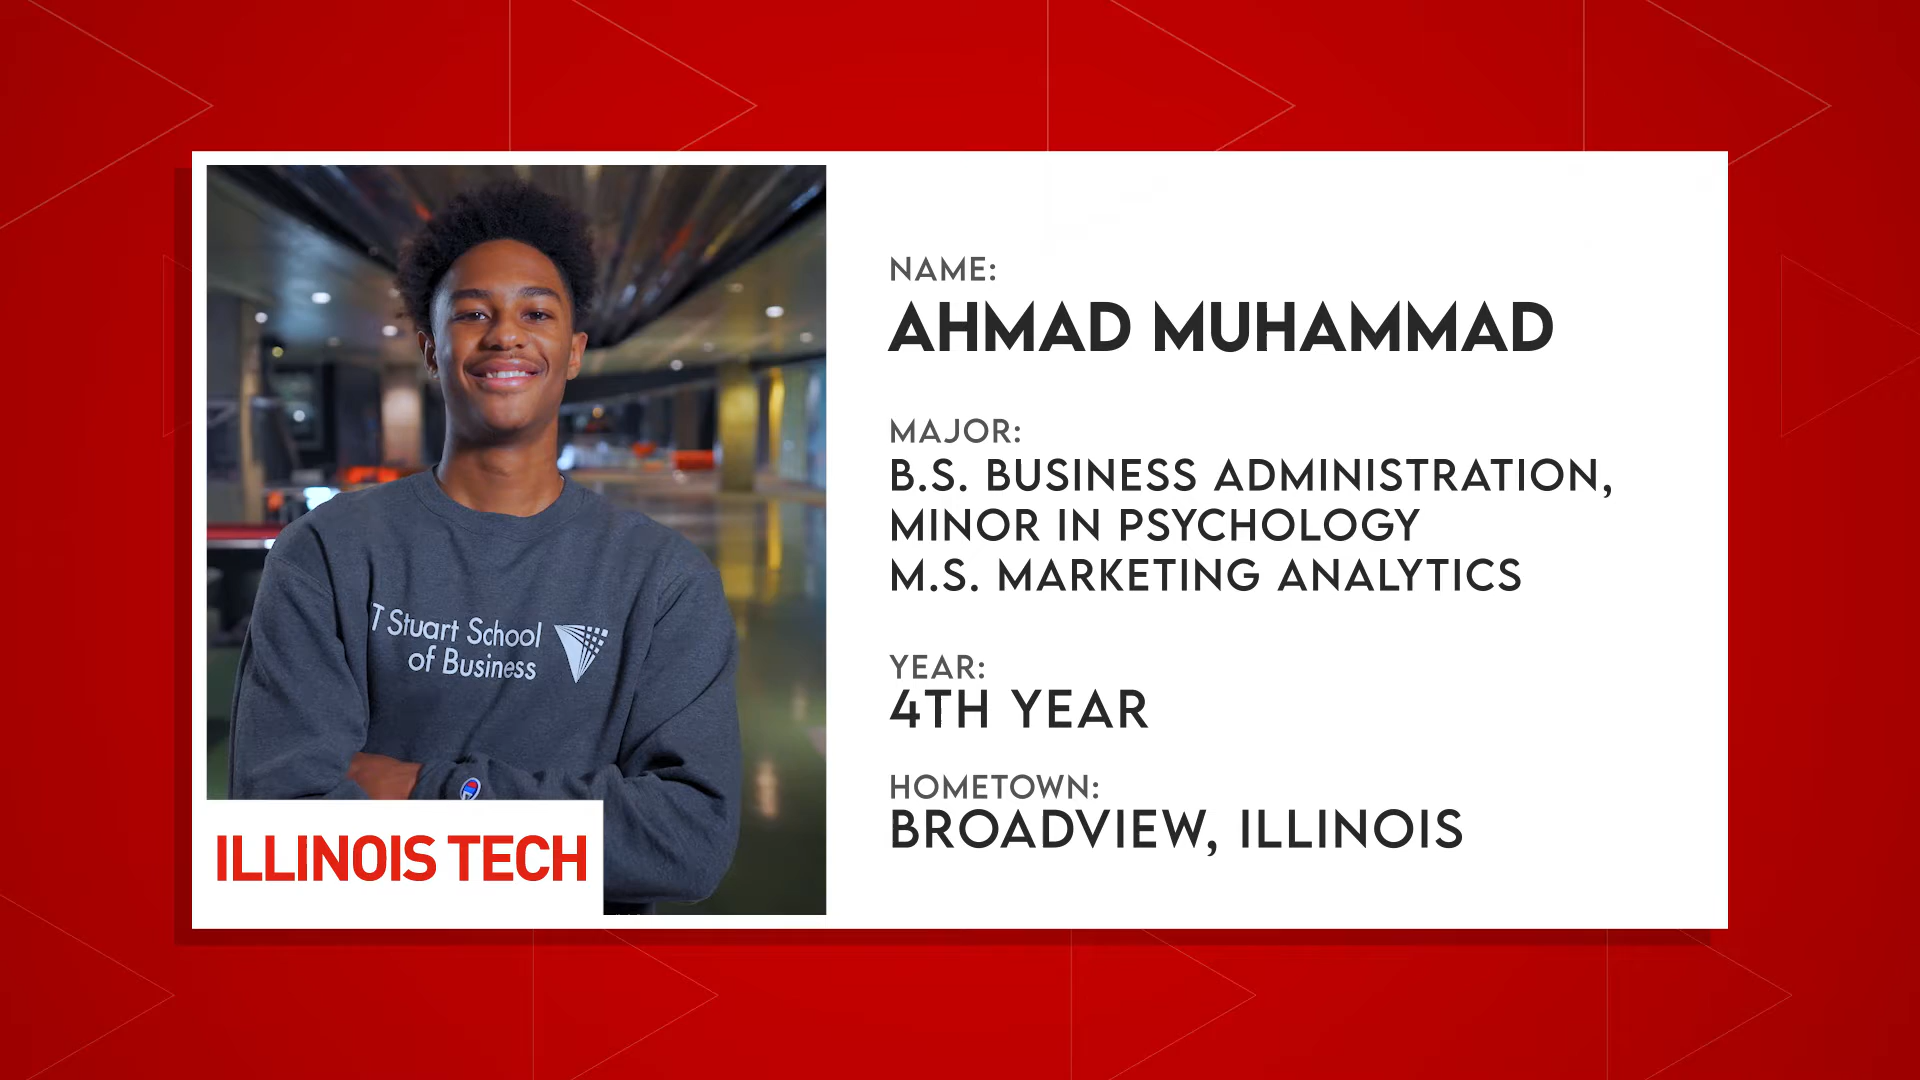 NAME:
AHMAD MUHAMMAD
MAJOR:
B.S. BUSINESS ADMINISTRATION,
MINOR IN PSYCHOLOGY
M.S. MARKETING ANALYTICS
YEAR:
4TH YEAR
HOMETOWN:
BROADVIEW, ILLINOIS
T Stuart School
of Business
ILLINOIS TECH